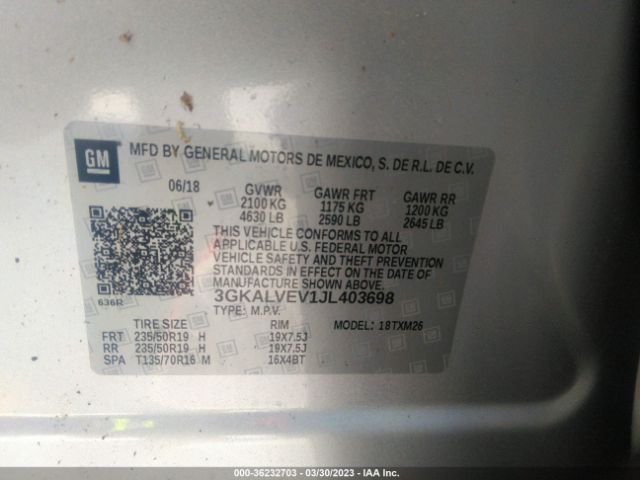 GM
MFD BY GENERAL MOTORS DE MEXICO, S. DE R.L. DE C.V.
06/18 GVWR GAWR FRT GAWR RR
2100 KG 1175 KG 1200 KG
4630 LB 2590 LB 2645 LB
THIS VEHICLE CONFORMS TO ALL
APPLICABLE U.S. FEDERAL MOTOR
VEHICLE SAFETY AND THEFT PREVENTION
STANDARDS IN EFFECT ON THE DATE OF
MANUFACTURE SHOWN ABOVE.
636R
3GKALVEV1JL403698
TYPE: M.P.V.
TIRE SIZE RIM MODEL: 18TXM26
FRT 235/50R19 H 19X7.5J
RR 235/50R19 H 19X7.5J
SPA T135/70R16 M 16X4BT
000-36232703 — 03/30/2023 — IAA Inc.